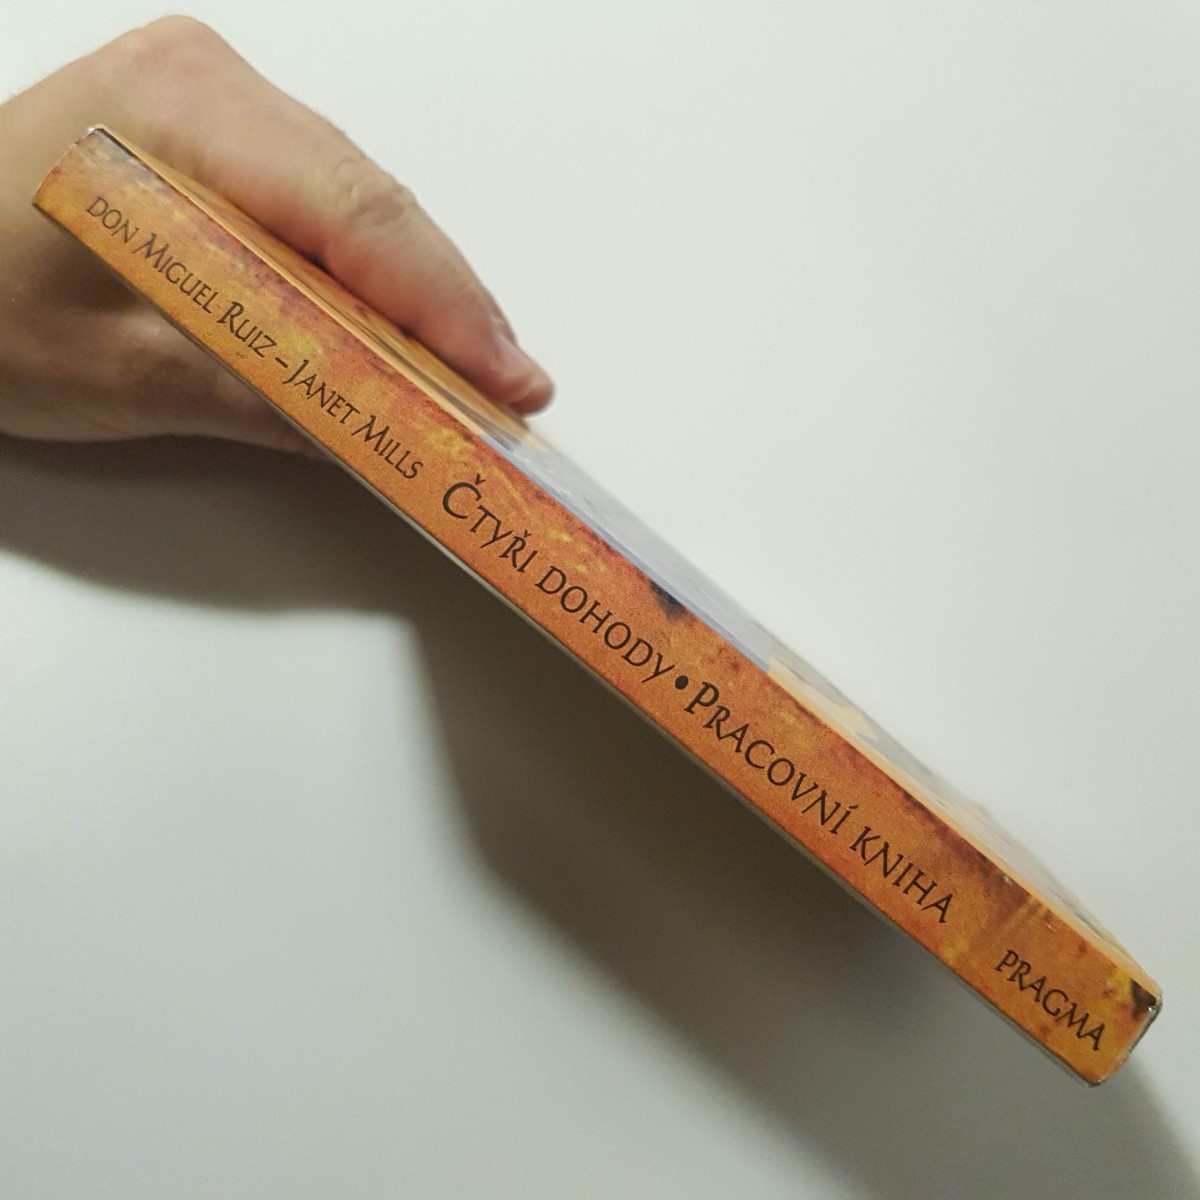 DON MIGUEL RUIZ – JANET MILLS ČTYŘI DOHODY • PRACOVNÍ KNIHA PRAGMA